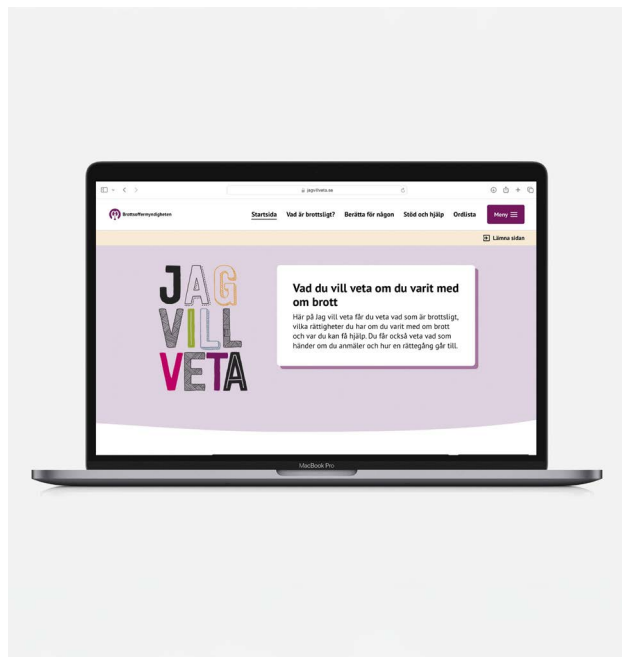 jagvillveta.se
Brottsoffermyndigheten
Startsida Vad är brottsligt? Berätta för någon Stöd och hjälp Ordlista Meny
Lämna sidan
JAG
VILL
VETA
Vad du vill veta om du varit med
om brott
Här på Jag vill veta får du veta vad som är brottsligt,
vilka rättigheter du har om du varit med om brott
och var du kan få hjälp. Du får också veta vad som
händer om du anmäler och hur en rättegång går till.
MacBook Pro